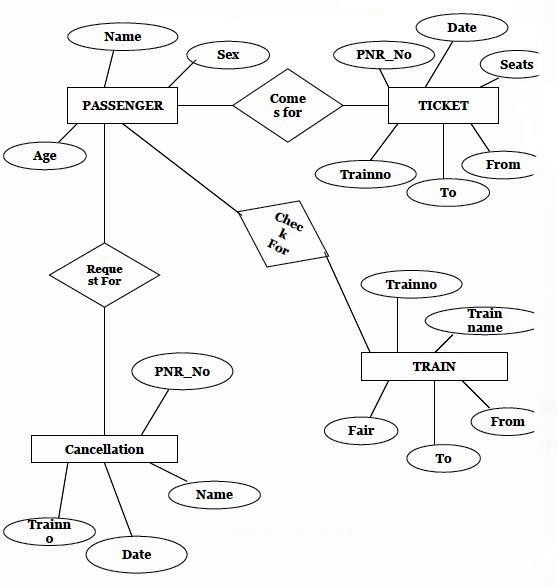 Name
Date
Sex
PNR_No
Seats
PASSENGER
Come
s for
TICKET
Age
Trainno
To
From
Chec
k
For
Reque
st For
Trainno
Train
name
TRAIN
PNR_No
Fair
From
To
Cancellation
Name
Trainn
o
Date